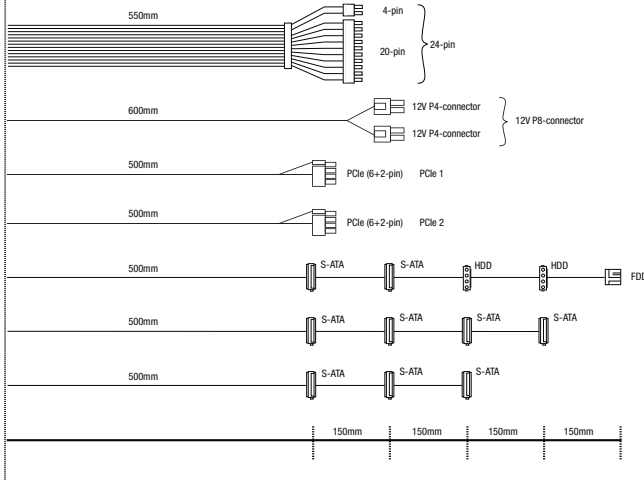 550mm
4-pin
20-pin
24-pin
600mm
12V P4-connector
12V P4-connector
12V P8-connector
500mm
PCIe (6+2-pin) PCIe 1
500mm
PCIe (6+2-pin) PCIe 2
500mm
S-ATA S-ATA HDD HDD FDD
500mm
S-ATA S-ATA S-ATA S-ATA
500mm
S-ATA S-ATA S-ATA
150mm 150mm 150mm 150mm